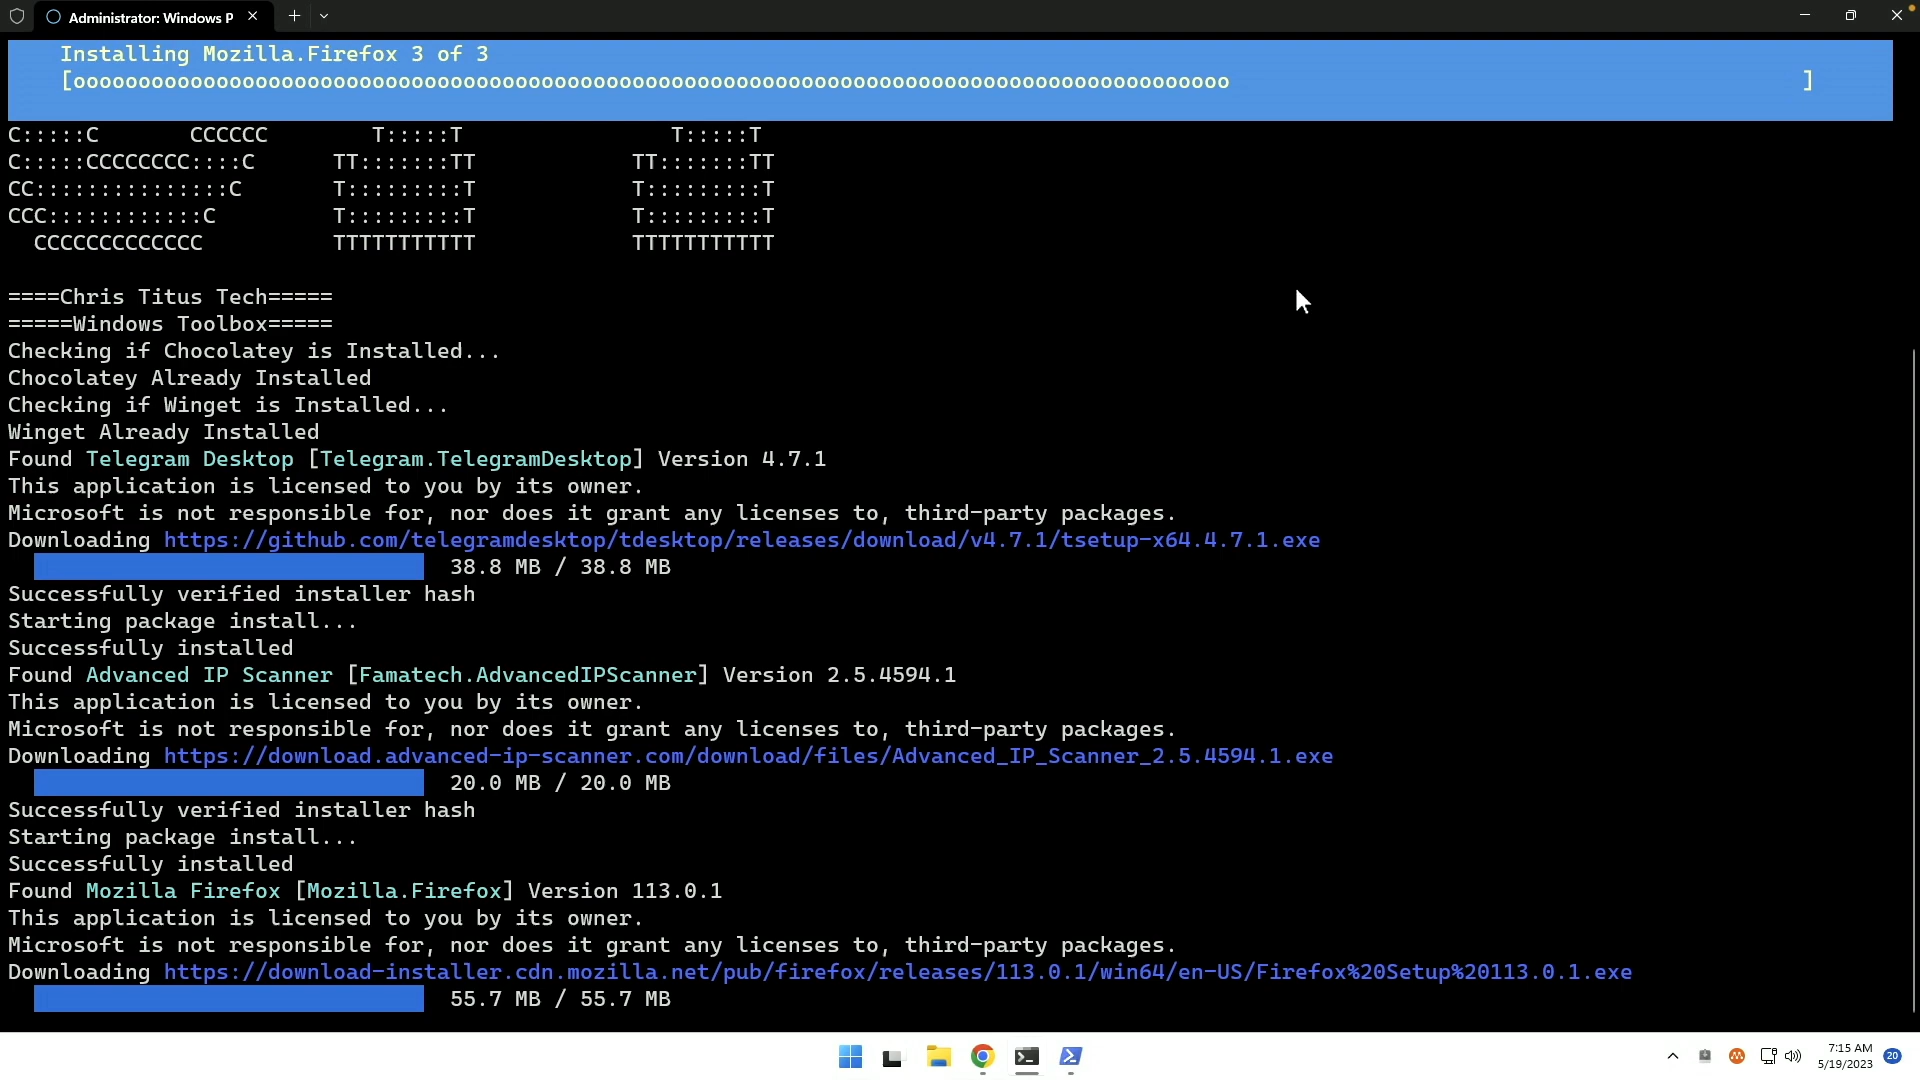 Administrator: Windows P
Installing Mozilla.Firefox 3 of 3
[ooooooooooooooooooooooooooooooooooooooooooooooooooooooooooooooooooooooooooooooooooooooooo                                            ]
C:::::C       CCCCCC        T:::::T                T:::::T
C:::::CCCCCCCC::::C      TT:::::::TT            TT:::::::TT
CC:::::::::::::::C       T:::::::::T            T:::::::::T
CCC::::::::::::C         T:::::::::T            T:::::::::T
  CCCCCCCCCCCCC          TTTTTTTTTTT            TTTTTTTTTTT
====Chris Titus Tech=====
=====Windows Toolbox=====
Checking if Chocolatey is Installed...
Chocolatey Already Installed
Checking if Winget is Installed...
Winget Already Installed
Found Telegram Desktop [Telegram.TelegramDesktop] Version 4.7.1
This application is licensed to you by its owner.
Microsoft is not responsible for, nor does it grant any licenses to, third-party packages.
Downloading https://github.com/telegramdesktop/tdesktop/releases/download/v4.7.1/tsetup-x64.4.7.1.exe
38.8 MB / 38.8 MB
Successfully verified installer hash
Starting package install...
Successfully installed
Found Advanced IP Scanner [Famatech.AdvancedIPScanner] Version 2.5.4594.1
This application is licensed to you by its owner.
Microsoft is not responsible for, nor does it grant any licenses to, third-party packages.
Downloading https://download.advanced-ip-scanner.com/download/files/Advanced_IP_Scanner_2.5.4594.1.exe
20.0 MB / 20.0 MB
Successfully verified installer hash
Starting package install...
Successfully installed
Found Mozilla Firefox [Mozilla.Firefox] Version 113.0.1
This application is licensed to you by its owner.
Microsoft is not responsible for, nor does it grant any licenses to, third-party packages.
Downloading https://download-installer.cdn.mozilla.net/pub/firefox/releases/113.0.1/win64/en-US/Firefox%20Setup%20113.0.1.exe
55.7 MB / 55.7 MB
7:15 AM
5/19/2023
20